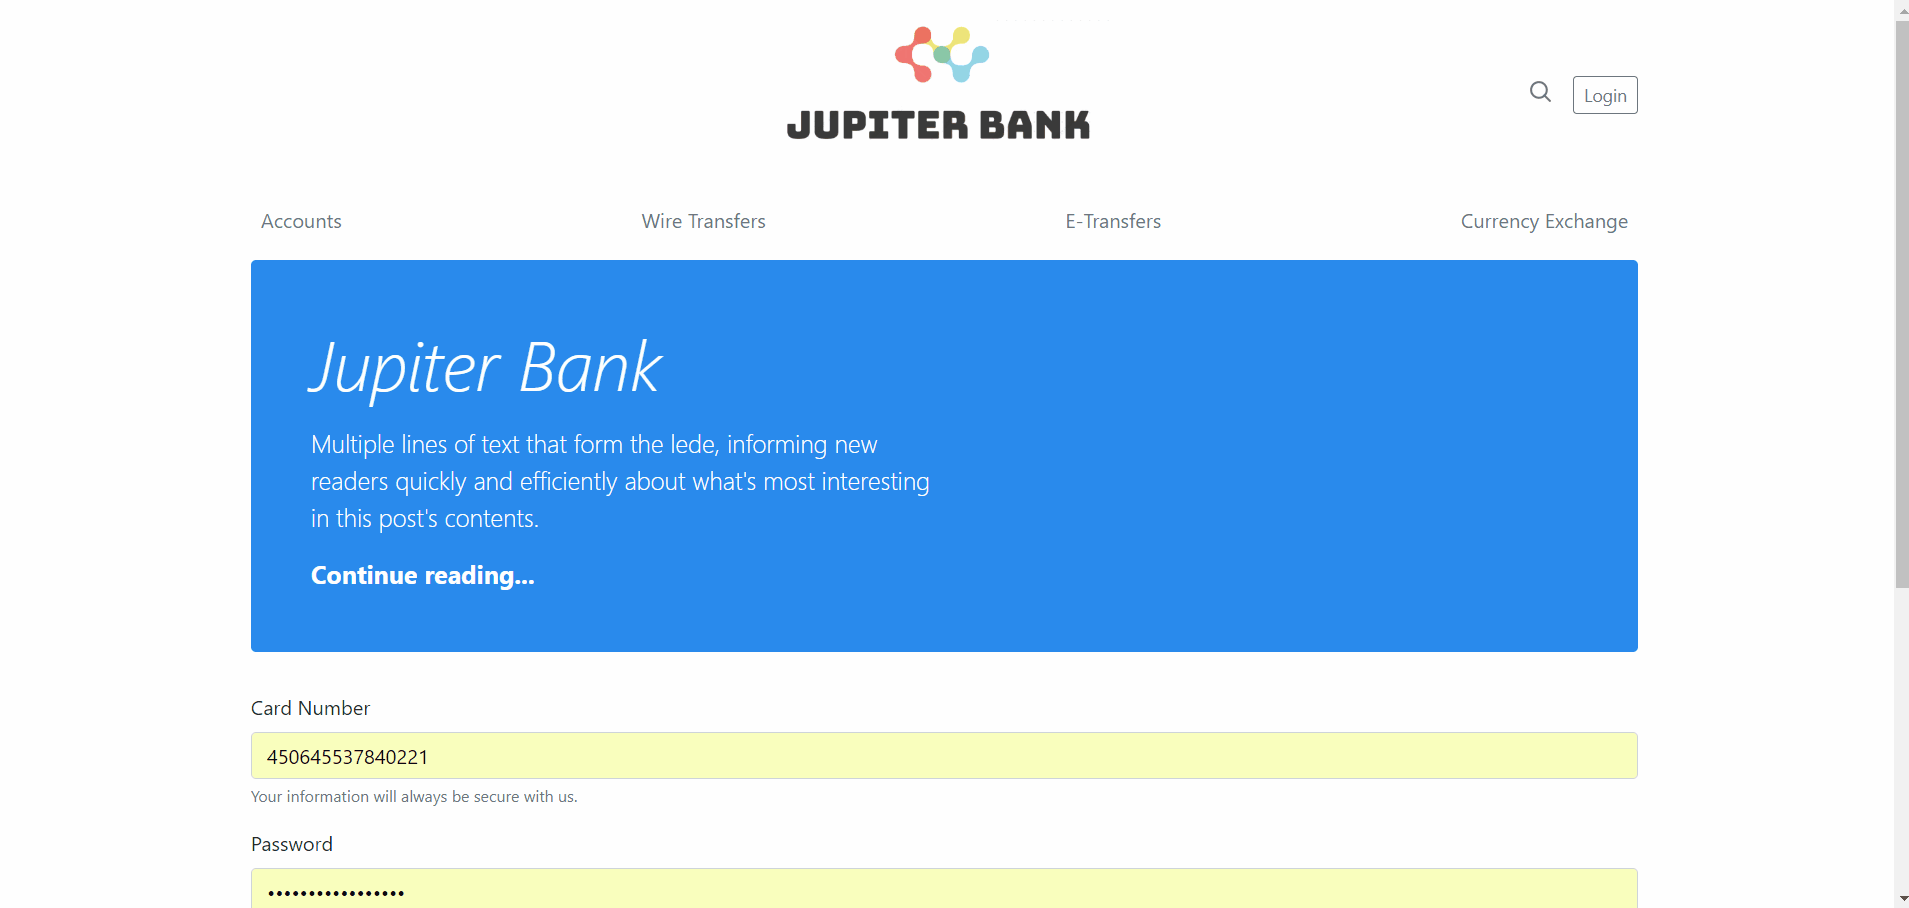 JUPITER BANK
Login
Accounts
Wire Transfers
E-Transfers
Currency Exchange
Jupiter Bank
Multiple lines of text that form the lede, informing new
readers quickly and efficiently about what's most interesting
in this post's contents.
Continue reading...
Card Number
450645537840221
Your information will always be secure with us.
Password
•••••••••••••••••